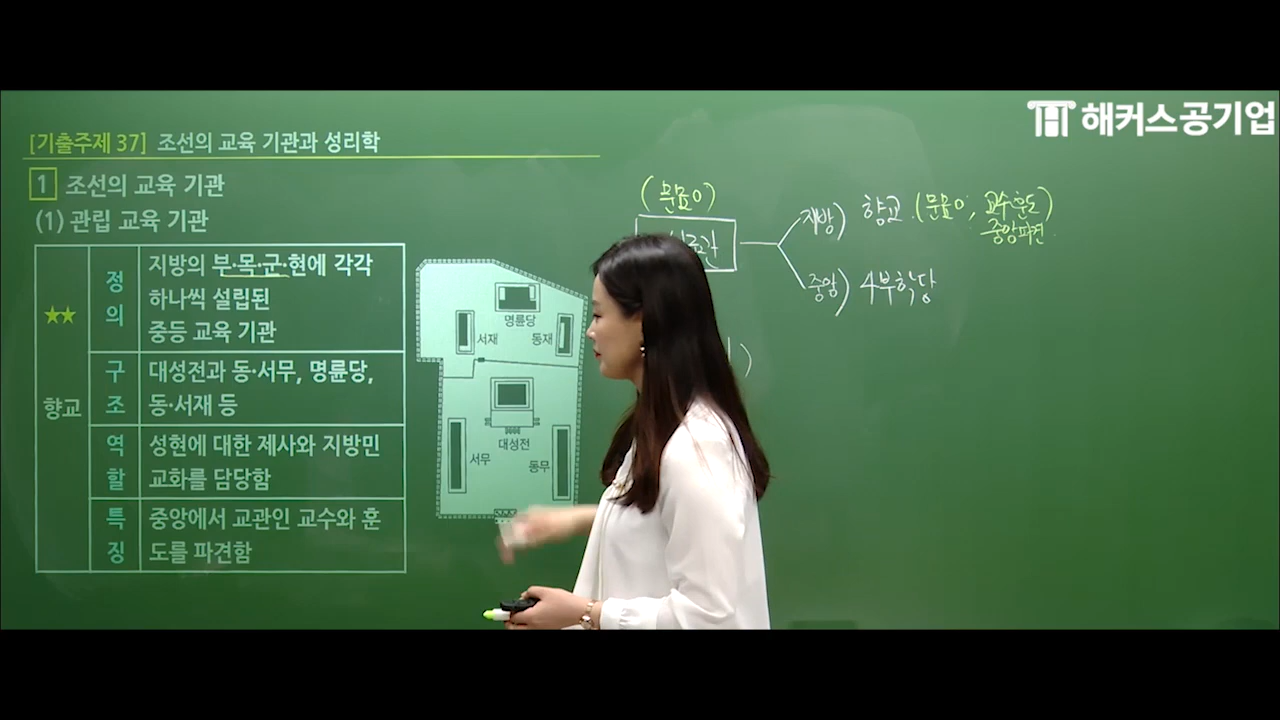 해커스공기업
[기출주제 37] 조선의 교육 기관과 성리학
1 조선의 교육 기관
(1) 관립 교육 기관
★★
향교
정의
지방의 부·목·군·현에 각각
하나씩 설립된
중등 교육 기관
구조
대성전과 동·서무, 명륜당,
동·서재 등
역할
성현에 대한 제사와 지방민
교화를 담당함
특징
중앙에서 교관인 교수와 훈
도를 파견함
명륜당
서재
동재
대성전
서무
동무
(문묘 O)
지방) 향교 (문묘 O, 교수·훈도)
중앙파견
중앙) 4부학당